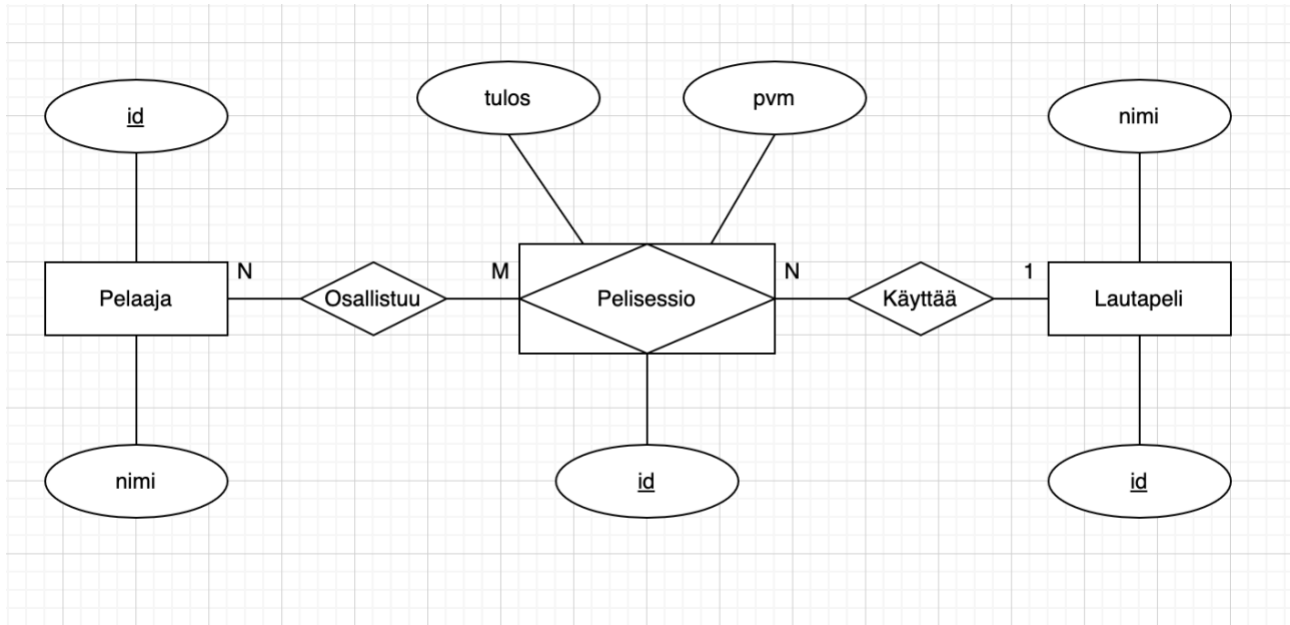 tulos
pvm
id
nimi
N
M
N
1
Pelaaja
Osallistuu
Pelisessio
Käyttää
Lautapeli
nimi
id
id